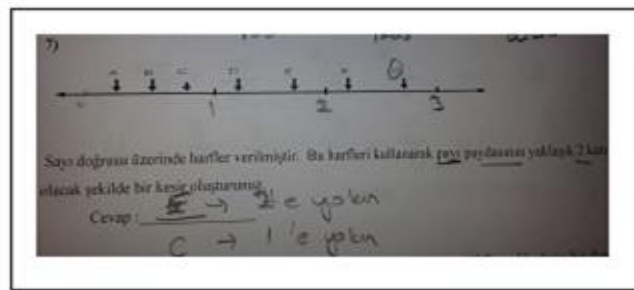 7)
1 2 3
Sayı doğrusu üzerinde harfler verilmiştir. Bu harfleri kullanarak payı paydasının yaklaşık 2 katı
olacak şekilde bir kesir oluşturunuz.
Cevap: E → 2'e yakın
C → 1'e yakın